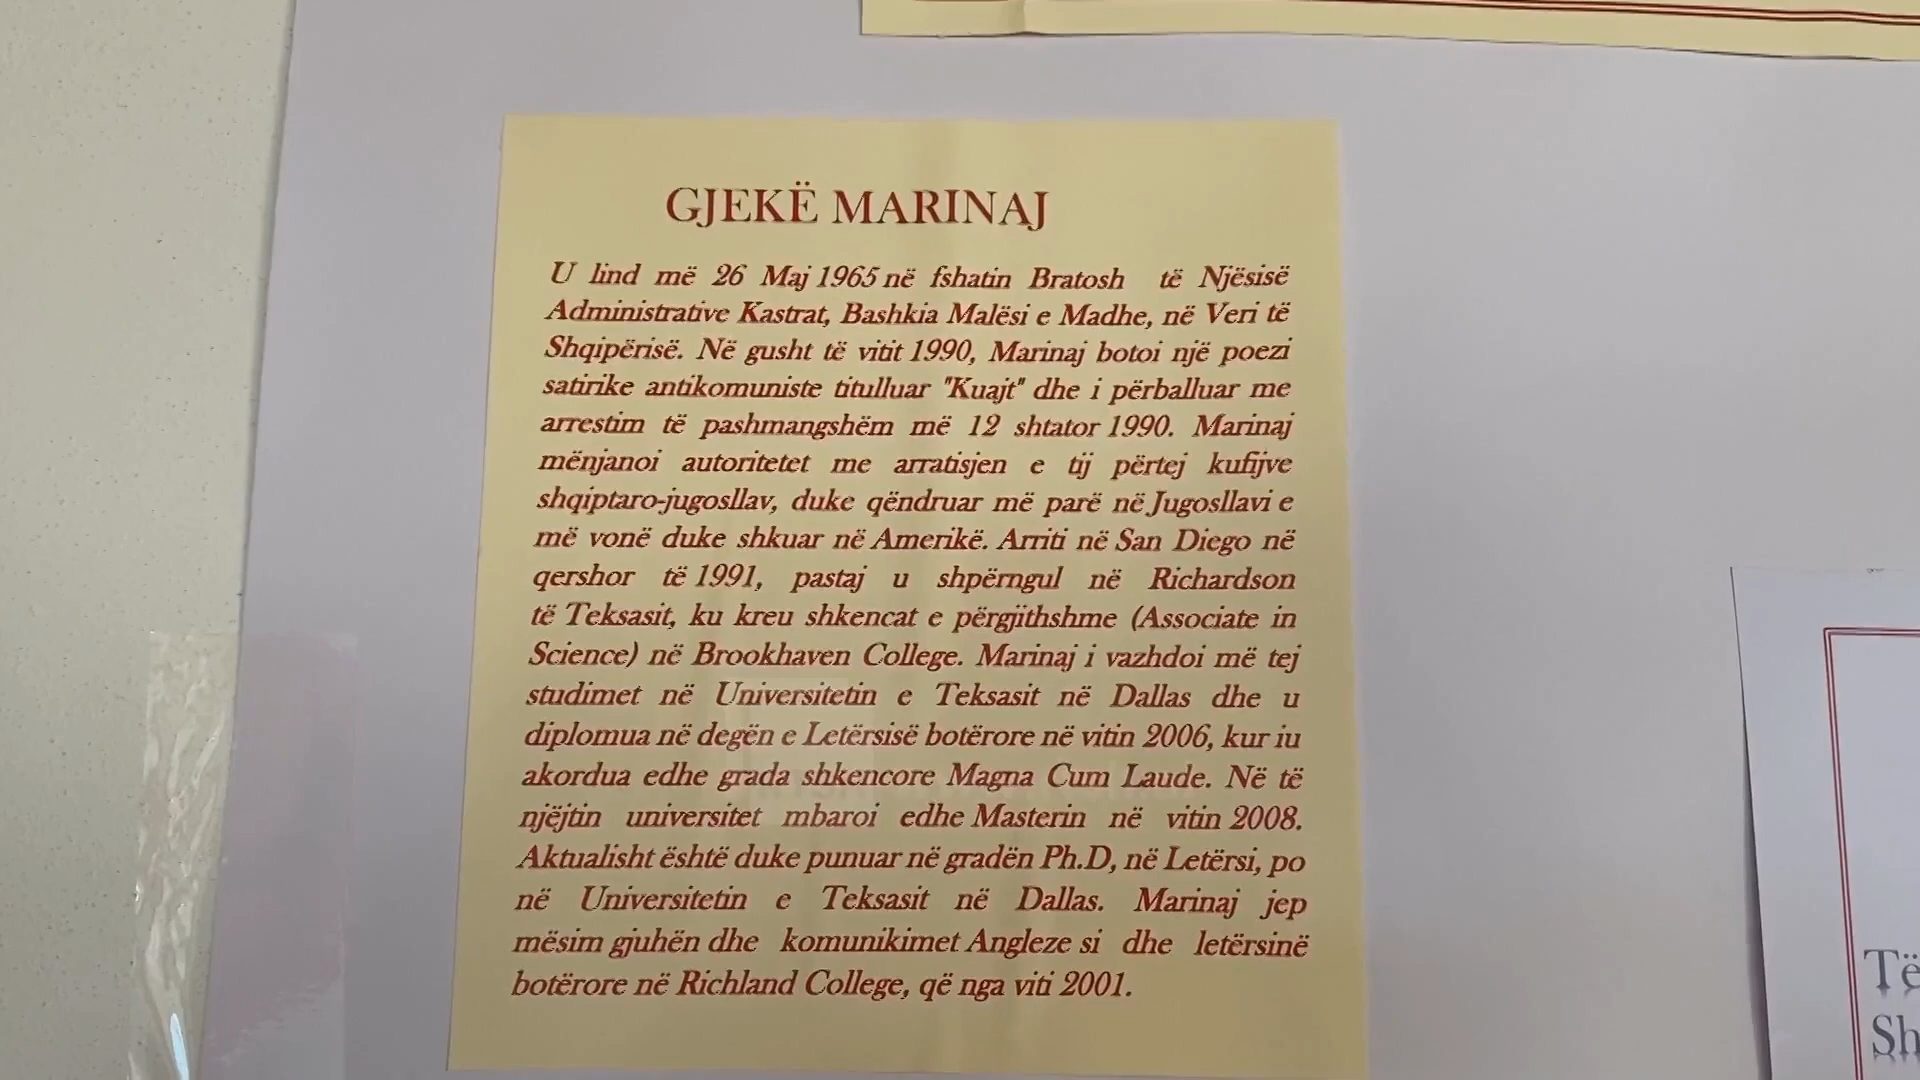 GJEKË MARINAJ
U lind më 26 Maj 1965 në fshatin Bratosh të Njësisë
Administrative Kastrat, Bashkia Malësi e Madhe, në Veri të
Shqipërisë. Në gusht të vitit 1990, Marinaj botoi një poezi
satirike antikomuniste titulluar "Kuajt" dhe i përballuar me
arrestim të pashmangshëm më 12 shtator 1990. Marinaj
mënjanoi autoritetet me arratisjen e tij përtej kufijve
shqiptaro-jugosllav, duke qëndruar më parë në Jugosllavi e
më vonë duke shkuar në Amerikë. Arriti në San Diego në
qershor të 1991, pastaj u shpërngul në Richardson
të Teksasit, ku kreu shkencat e përgjithshme (Associate in
Science) në Brookhaven College. Marinaj i vazhdoi më tej
studimet në Universitetin e Teksasit në Dallas dhe u
diplomua në degën e Letërsisë botërore në vitin 2006, kur iu
akordua edhe grada shkencore Magna Cum Laude. Në të
njëjtin universitet mbaroi edhe Masterin në vitin 2008.
Aktualisht është duke punuar në gradën Ph.D, në Letërsi, po
në Universitetin e Teksasit në Dallas. Marinaj jep
mësim gjuhën dhe komunikimet Angleze si dhe letërsinë
botërore në Richland College, që nga viti 2001.
Të
Sh